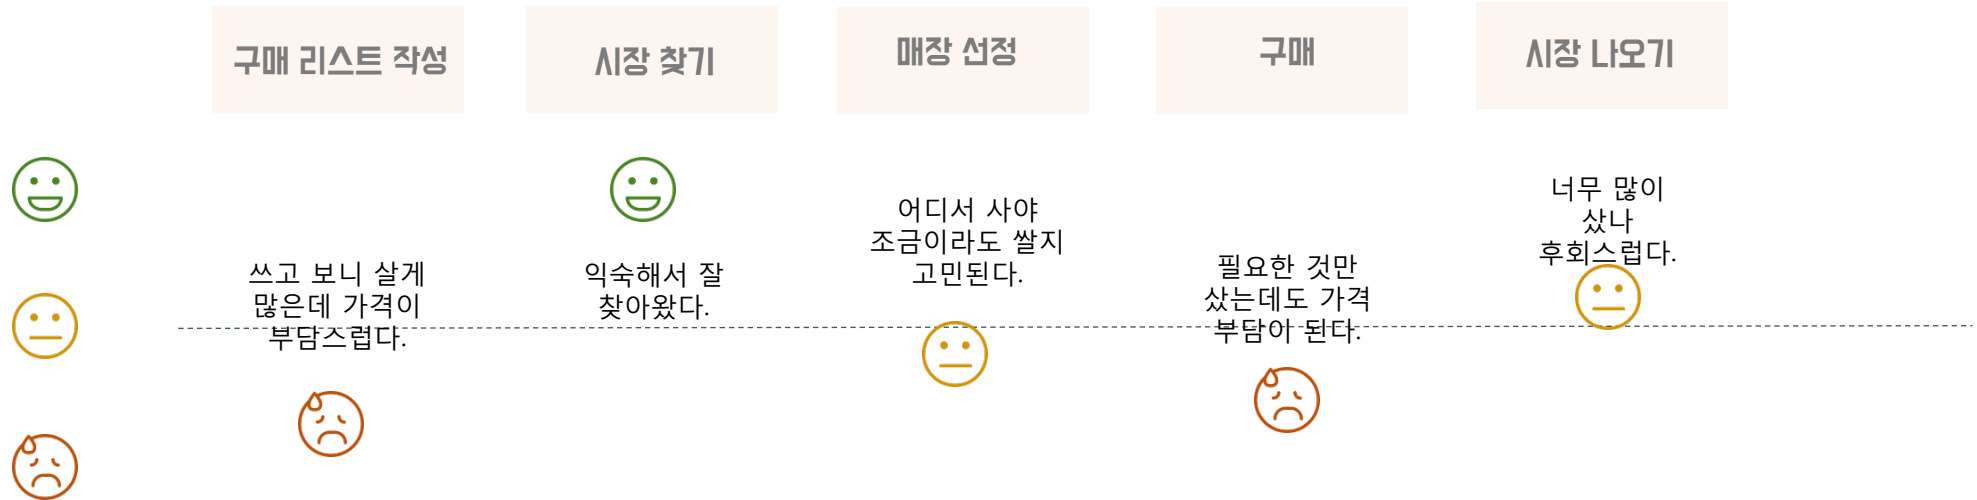 구매 리스트 작성
시장 찾기
매장 선정
구매
시장 나오기
쓰고 보니 살게
많은데 가격이
부담스럽다.
익숙해서 잘
찾아왔다.
어디서 사야
조금이라도 쌀지
고민된다.
필요한 것만
샀는데도 가격
부담이 된다.
너무 많이
샀나
후회스럽다.